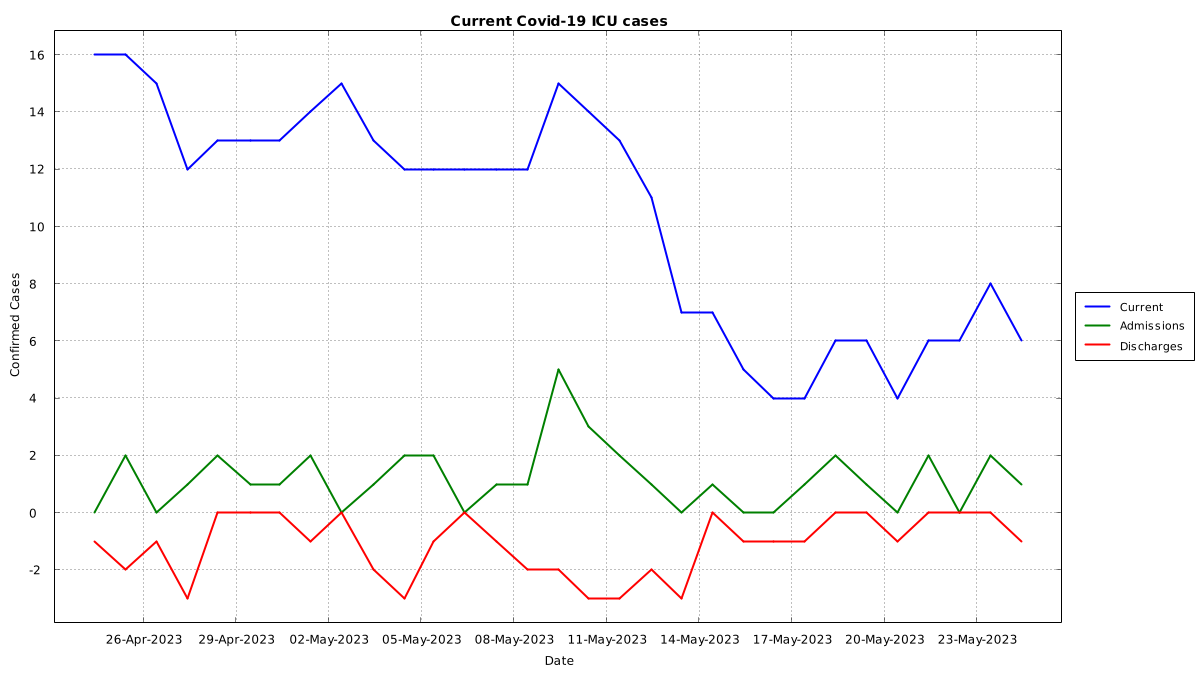 Current Covid-19 ICU cases
Confirmed Cases
16
14
12
10
8
6
4
2
0
-2
26-Apr-2023 29-Apr-2023 02-May-2023 05-May-2023 08-May-2023 11-May-2023 14-May-2023 17-May-2023 20-May-2023 23-May-2023
Date
Current
Admissions
Discharges